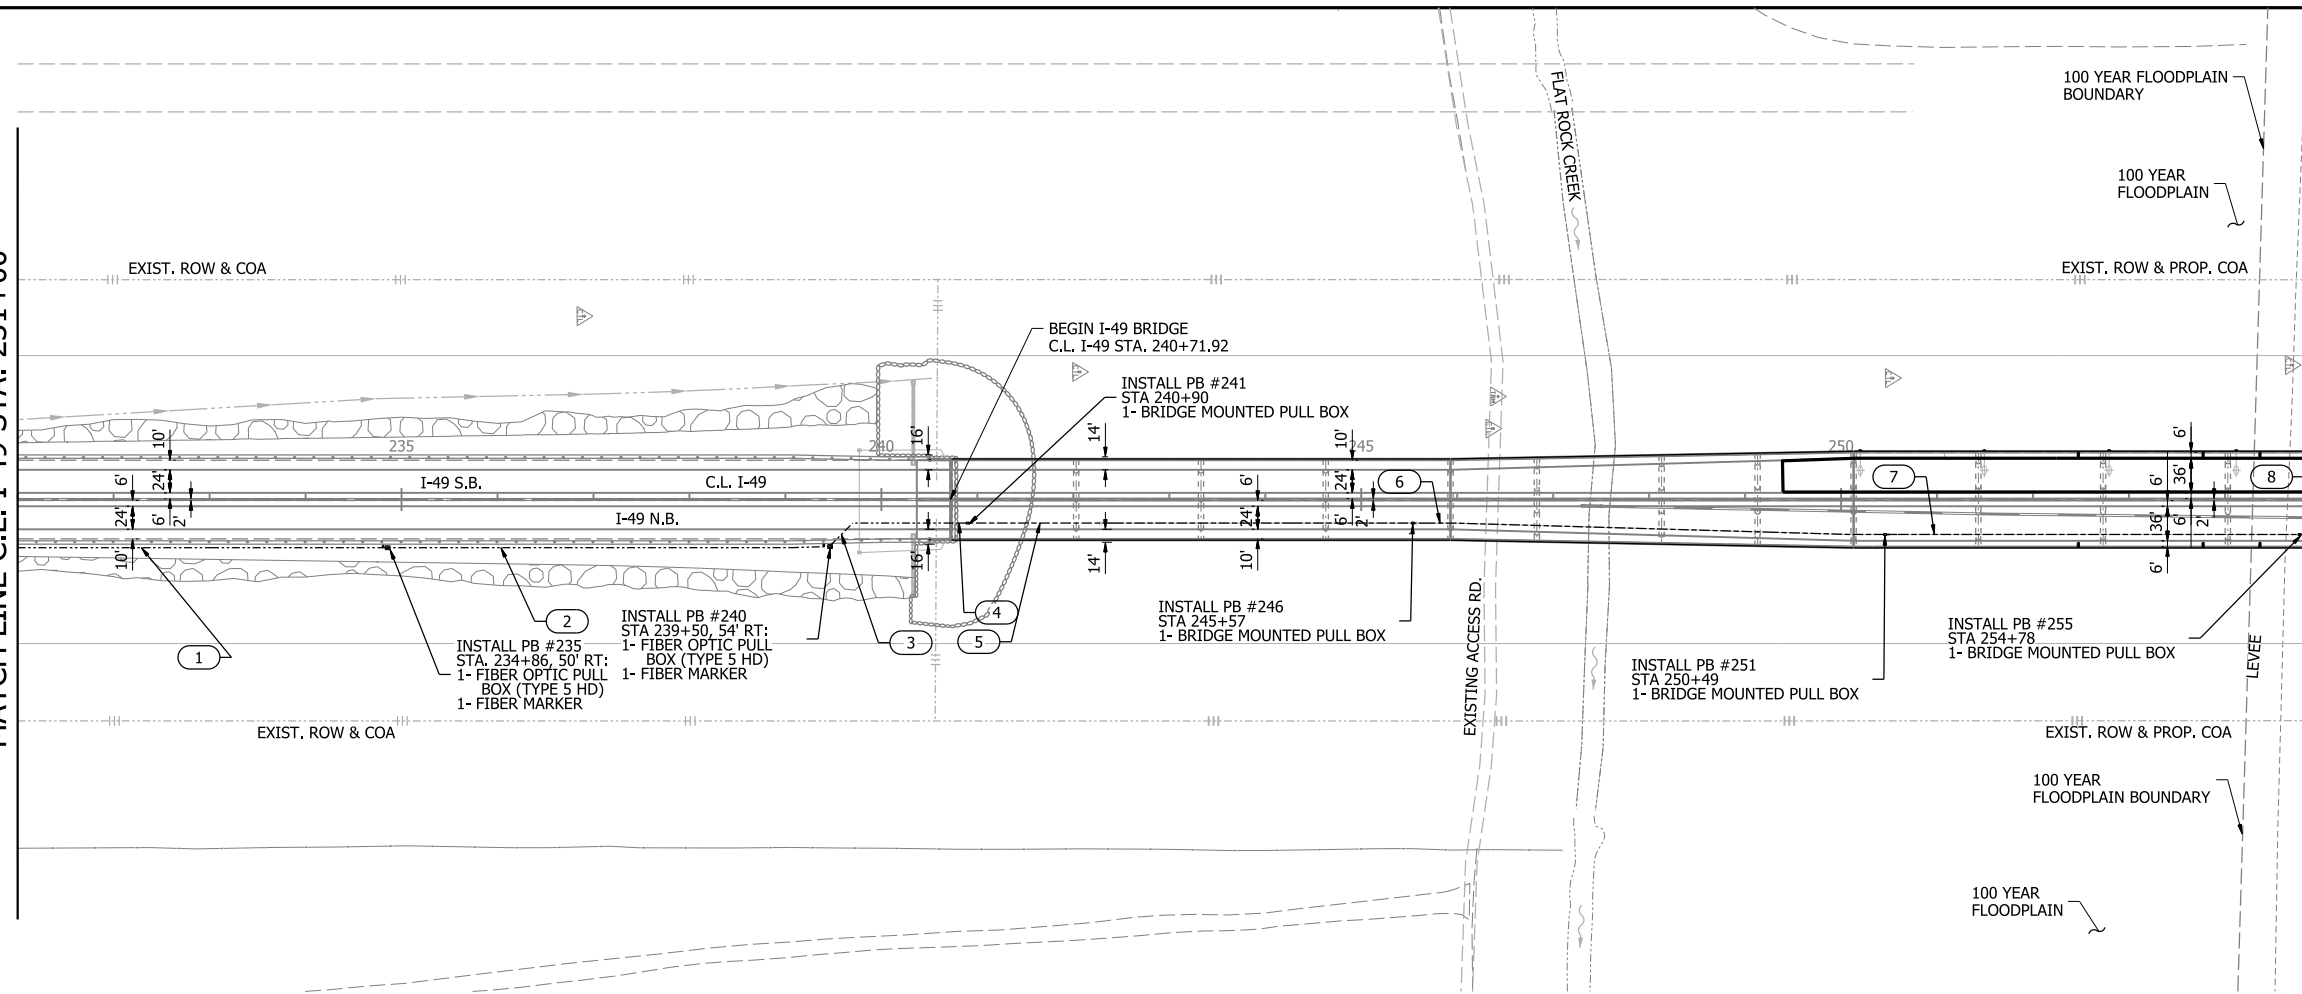 100 YEAR FLOODPLAIN
BOUNDARY
FLAT ROCK CREEK
100 YEAR
FLOODPLAIN
EXIST. ROW & COA
EXIST. ROW & PROP. COA
BEGIN I-49 BRIDGE
C.L. I-49 STA. 240+71.92
INSTALL PB #241
STA 240+90
1- BRIDGE MOUNTED PULL BOX
235
240
245
250
10'
16'
14'
10'
6'
6'
24'
I-49 S.B.
C.L. I-49
6'
24'
6
6'
36'
7
8
24'
6'
2'
I-49 N.B.
24'
6'
2'
36'
6'
2'
10'
16'
14'
10'
6'
1
2
3
4
5
INSTALL PB #235
STA. 234+86, 50' RT:
1- FIBER OPTIC PULL
BOX (TYPE 5 HD)
1- FIBER MARKER
INSTALL PB #240
STA 239+50, 54' RT:
1- FIBER OPTIC PULL
BOX (TYPE 5 HD)
1- FIBER MARKER
INSTALL PB #246
STA 245+57
1- BRIDGE MOUNTED PULL BOX
EXISTING ACCESS RD.
INSTALL PB #251
STA 250+49
1- BRIDGE MOUNTED PULL BOX
INSTALL PB #255
STA 254+78
1- BRIDGE MOUNTED PULL BOX
LEVEE
EXIST. ROW & COA
EXIST. ROW & PROP. COA
100 YEAR
FLOODPLAIN BOUNDARY
100 YEAR
FLOODPLAIN